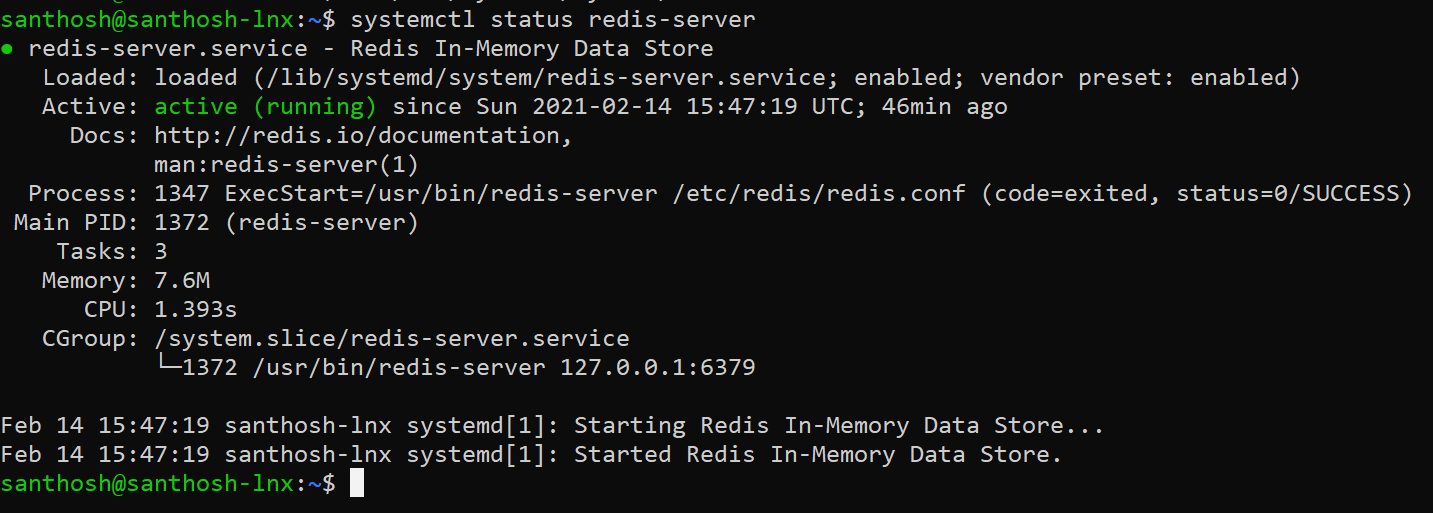 santhosh@santhosh-lnx:~$ systemctl status redis-server
● redis-server.service - Redis In-Memory Data Store
Loaded: loaded (/lib/systemd/system/redis-server.service; enabled; vendor preset: enabled)
Active: active (running) since Sun 2021-02-14 15:47:19 UTC; 46min ago
Docs: http://redis.io/documentation,
man:redis-server(1)
Process: 1347 ExecStart=/usr/bin/redis-server /etc/redis/redis.conf (code=exited, status=0/SUCCESS)
Main PID: 1372 (redis-server)
Tasks: 3
Memory: 7.6M
CPU: 1.393s
CGroup: /system.slice/redis-server.service
└─1372 /usr/bin/redis-server 127.0.0.1:6379
Feb 14 15:47:19 santhosh-lnx systemd[1]: Starting Redis In-Memory Data Store...
Feb 14 15:47:19 santhosh-lnx systemd[1]: Started Redis In-Memory Data Store.
santhosh@santhosh-lnx:~$